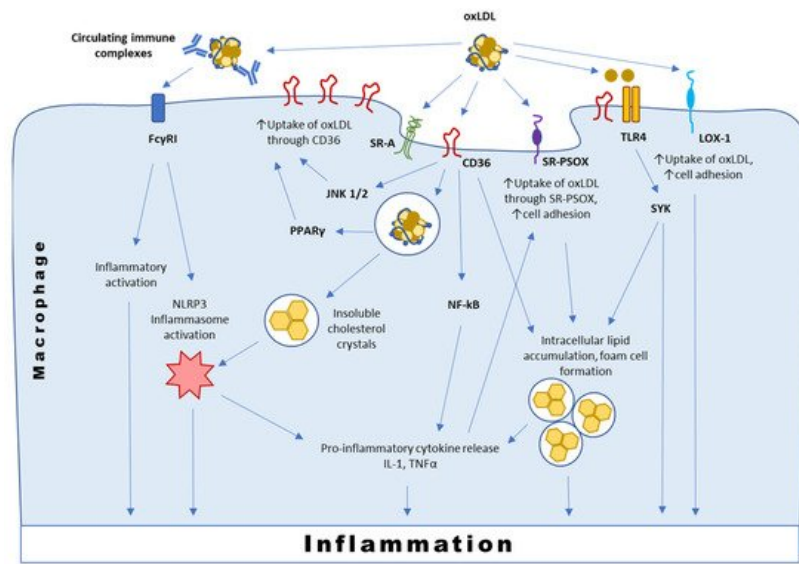 oxLDL
Circulating immune
complexes
FcγRI
↑Uptake of oxLDL
through CD36
SR-A
CD36
SR-PSOX
TLR4
LOX-1
↑Uptake of oxLDL
through SR-PSOX,
↑cell adhesion
↑Uptake of oxLDL,
↑cell adhesion
JNK 1/2
PPARγ
SYK
Inflammatory
activation
NLRP3
Inflammasome
activation
Insoluble
cholesterol
crystals
NF-kB
Intracellular lipid
accumulation, foam cell
formation
Macrophage
Pro-inflammatory cytokine release
IL-1, TNFα
Inflammation